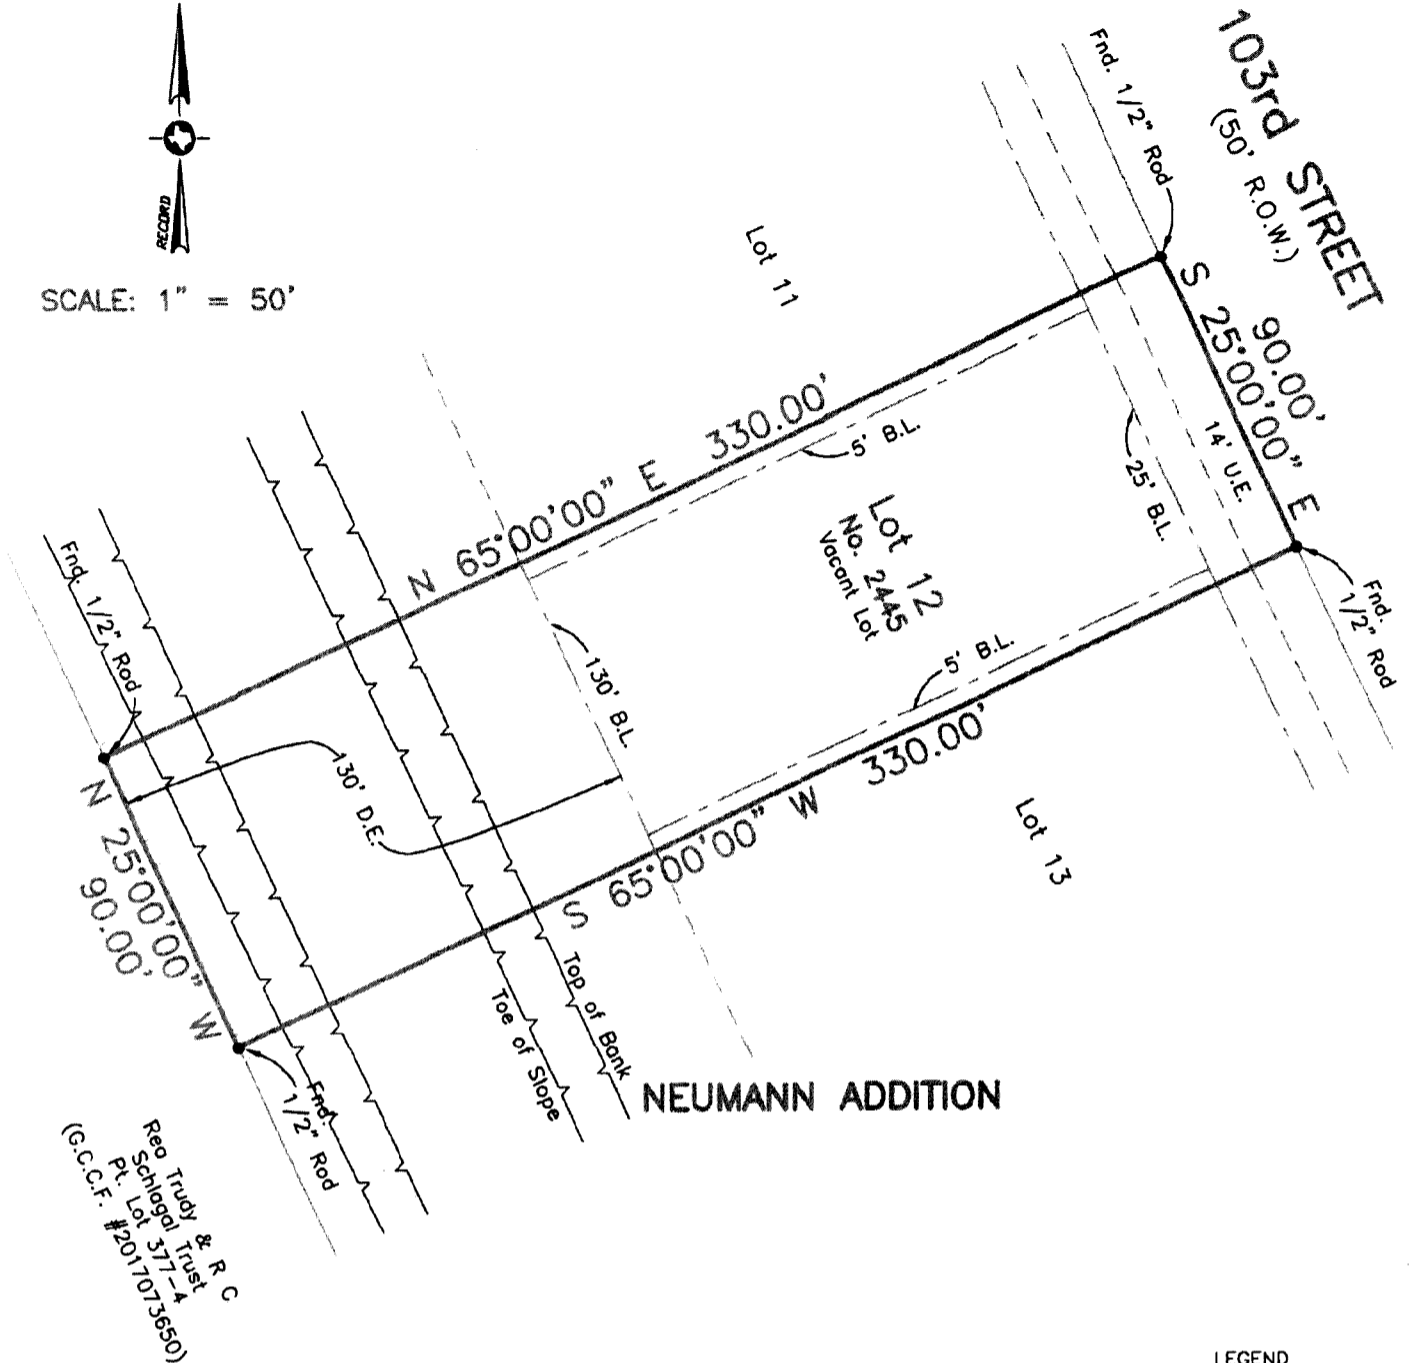 RECORD
SCALE: 1" = 50'
103rd STREET
(50' R.O.W.)
Fnd. 1/2" Rod
Lot 11
S 25°00'00" E
90.00'
N 65°00'00" E 330.00'
5' B.L.
14' U.E.
25' B.L.
Lot 12
No. 2445
Vacant Lot
Fnd. 1/2" Rod
Fnd.
1/2" Rod
130' B.L.
5' B.L.
130' D.E.
S 65°00'00" W 330.00'
Lot 13
N 25°00'00" W
90.00'
Top of Bank
Toe of Slope
Fnd.
1/2" Rod
NEUMANN ADDITION
Rea Trudy & R C
Schlagal Trust
Pt. Lot 377-4
(G.C.C.F. #2017073650)
LEGEND